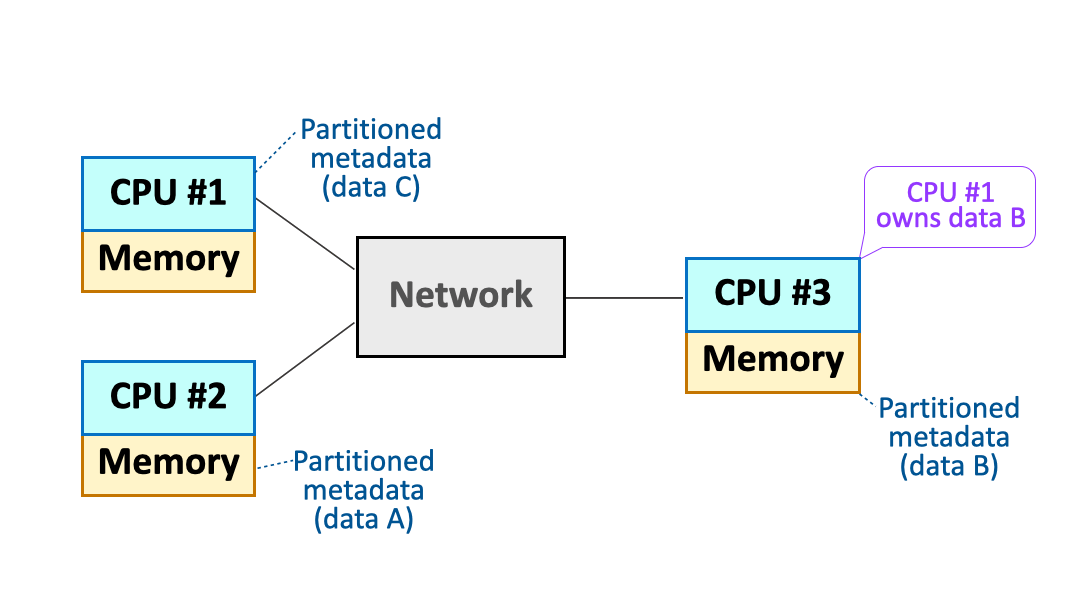 Partitioned
metadata
(data C)
CPU #1
Memory
CPU #1
owns data B
Network
CPU #3
Memory
CPU #2
Memory
Partitioned
metadata
(data A)
Partitioned
metadata
(data B)